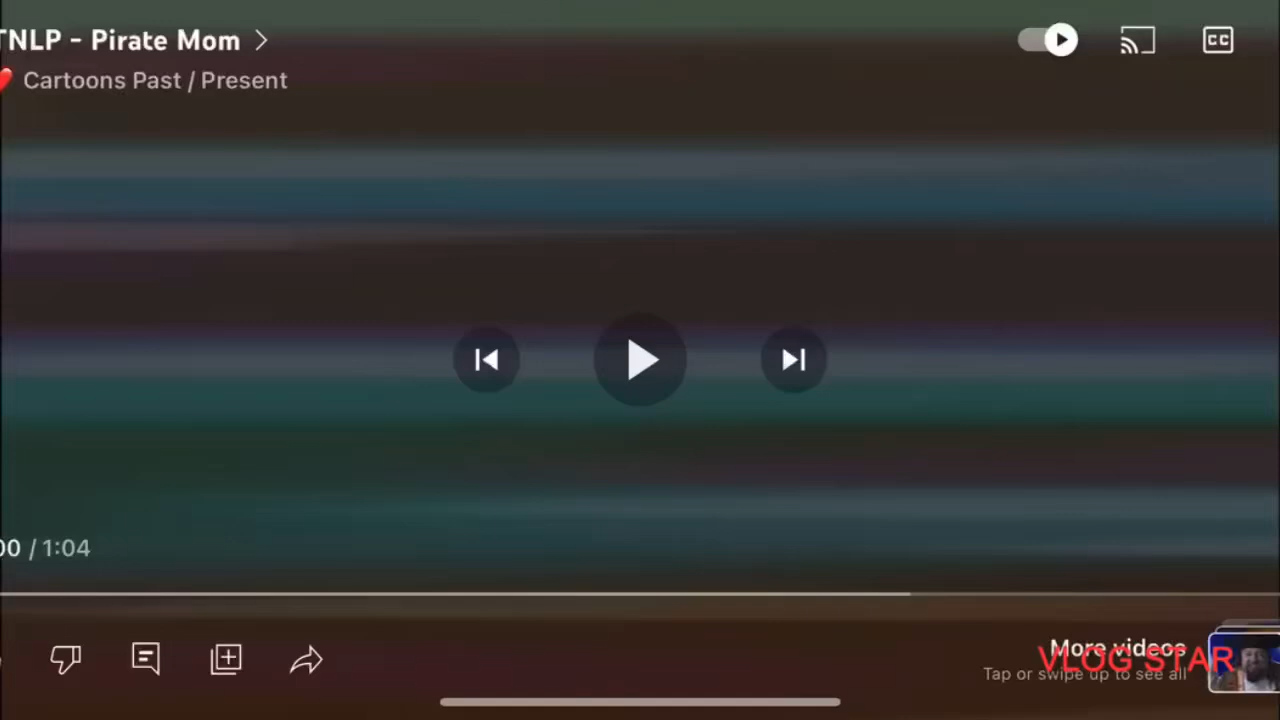 TNLP - Pirate Mom
Cartoons Past / Present
CC
00 / 1:04
More videos
VLOG STAR
Tap or swipe up to see all